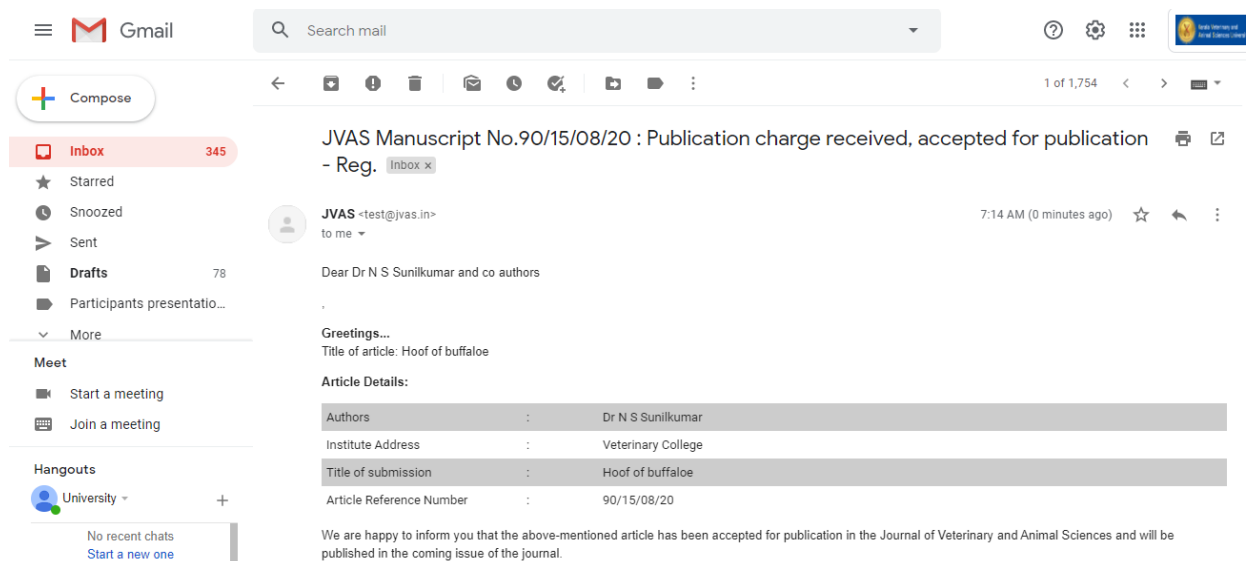 Gmail
Search mail
Compose
1 of 1,754
Inbox 345
Starred
Snoozed
Sent
Drafts 78
Participants presentatio...
More
Meet
Start a meeting
Join a meeting
Hangouts
University
No recent chats
Start a new one
JVAS Manuscript No.90/15/08/20 : Publication charge received, accepted for publication
- Reg. Inbox x
JVAS <test@jvas.in> 7:14 AM (0 minutes ago)
to me
Dear Dr N S Sunilkumar and co authors
,
Greetings...
Title of article: Hoof of buffaloe
Article Details:
Authors : Dr N S Sunilkumar
Institute Address : Veterinary College
Title of submission : Hoof of buffaloe
Article Reference Number : 90/15/08/20
We are happy to inform you that the above-mentioned article has been accepted for publication in the Journal of Veterinary and Animal Sciences and will be
published in the coming issue of the journal.